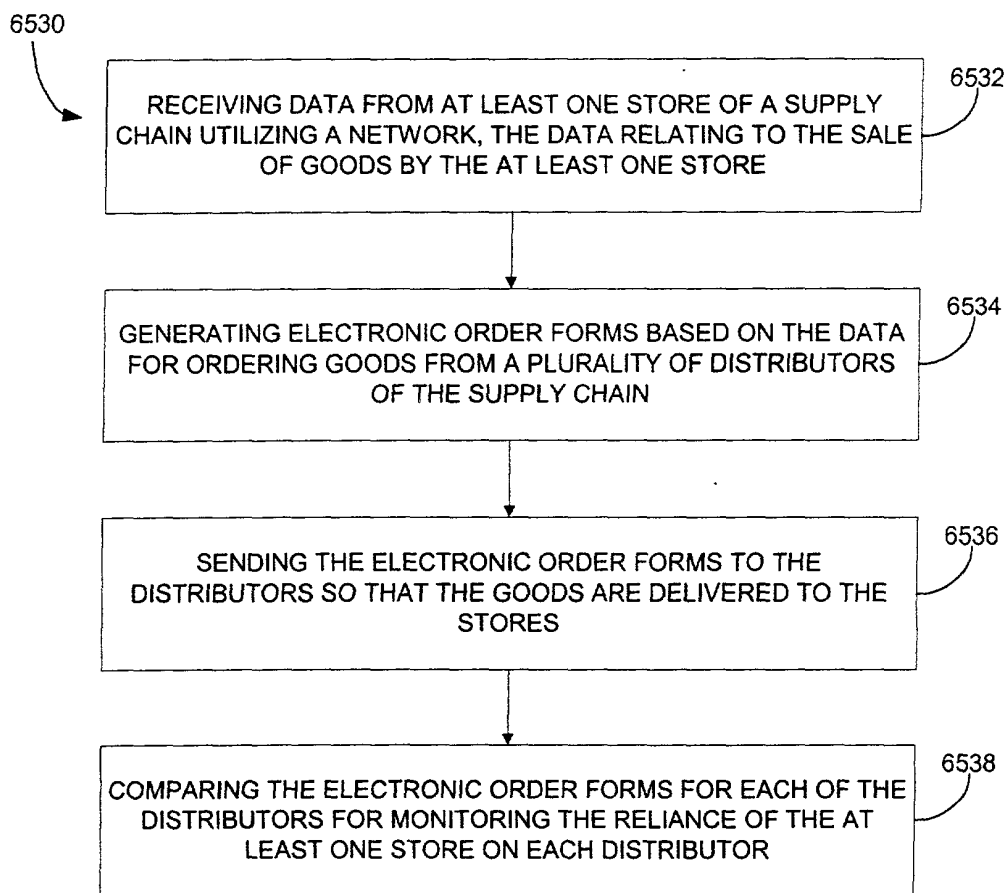 6530
6532
RECEIVING DATA FROM AT LEAST ONE STORE OF A SUPPLY
CHAIN UTILIZING A NETWORK, THE DATA RELATING TO THE SALE
OF GOODS BY THE AT LEAST ONE STORE
6534
GENERATING ELECTRONIC ORDER FORMS BASED ON THE DATA
FOR ORDERING GOODS FROM A PLURALITY OF DISTRIBUTORS
OF THE SUPPLY CHAIN
6536
SENDING THE ELECTRONIC ORDER FORMS TO THE
DISTRIBUTORS SO THAT THE GOODS ARE DELIVERED TO THE
STORES
6538
COMPARING THE ELECTRONIC ORDER FORMS FOR EACH OF THE
DISTRIBUTORS FOR MONITORING THE RELIANCE OF THE AT
LEAST ONE STORE ON EACH DISTRIBUTOR